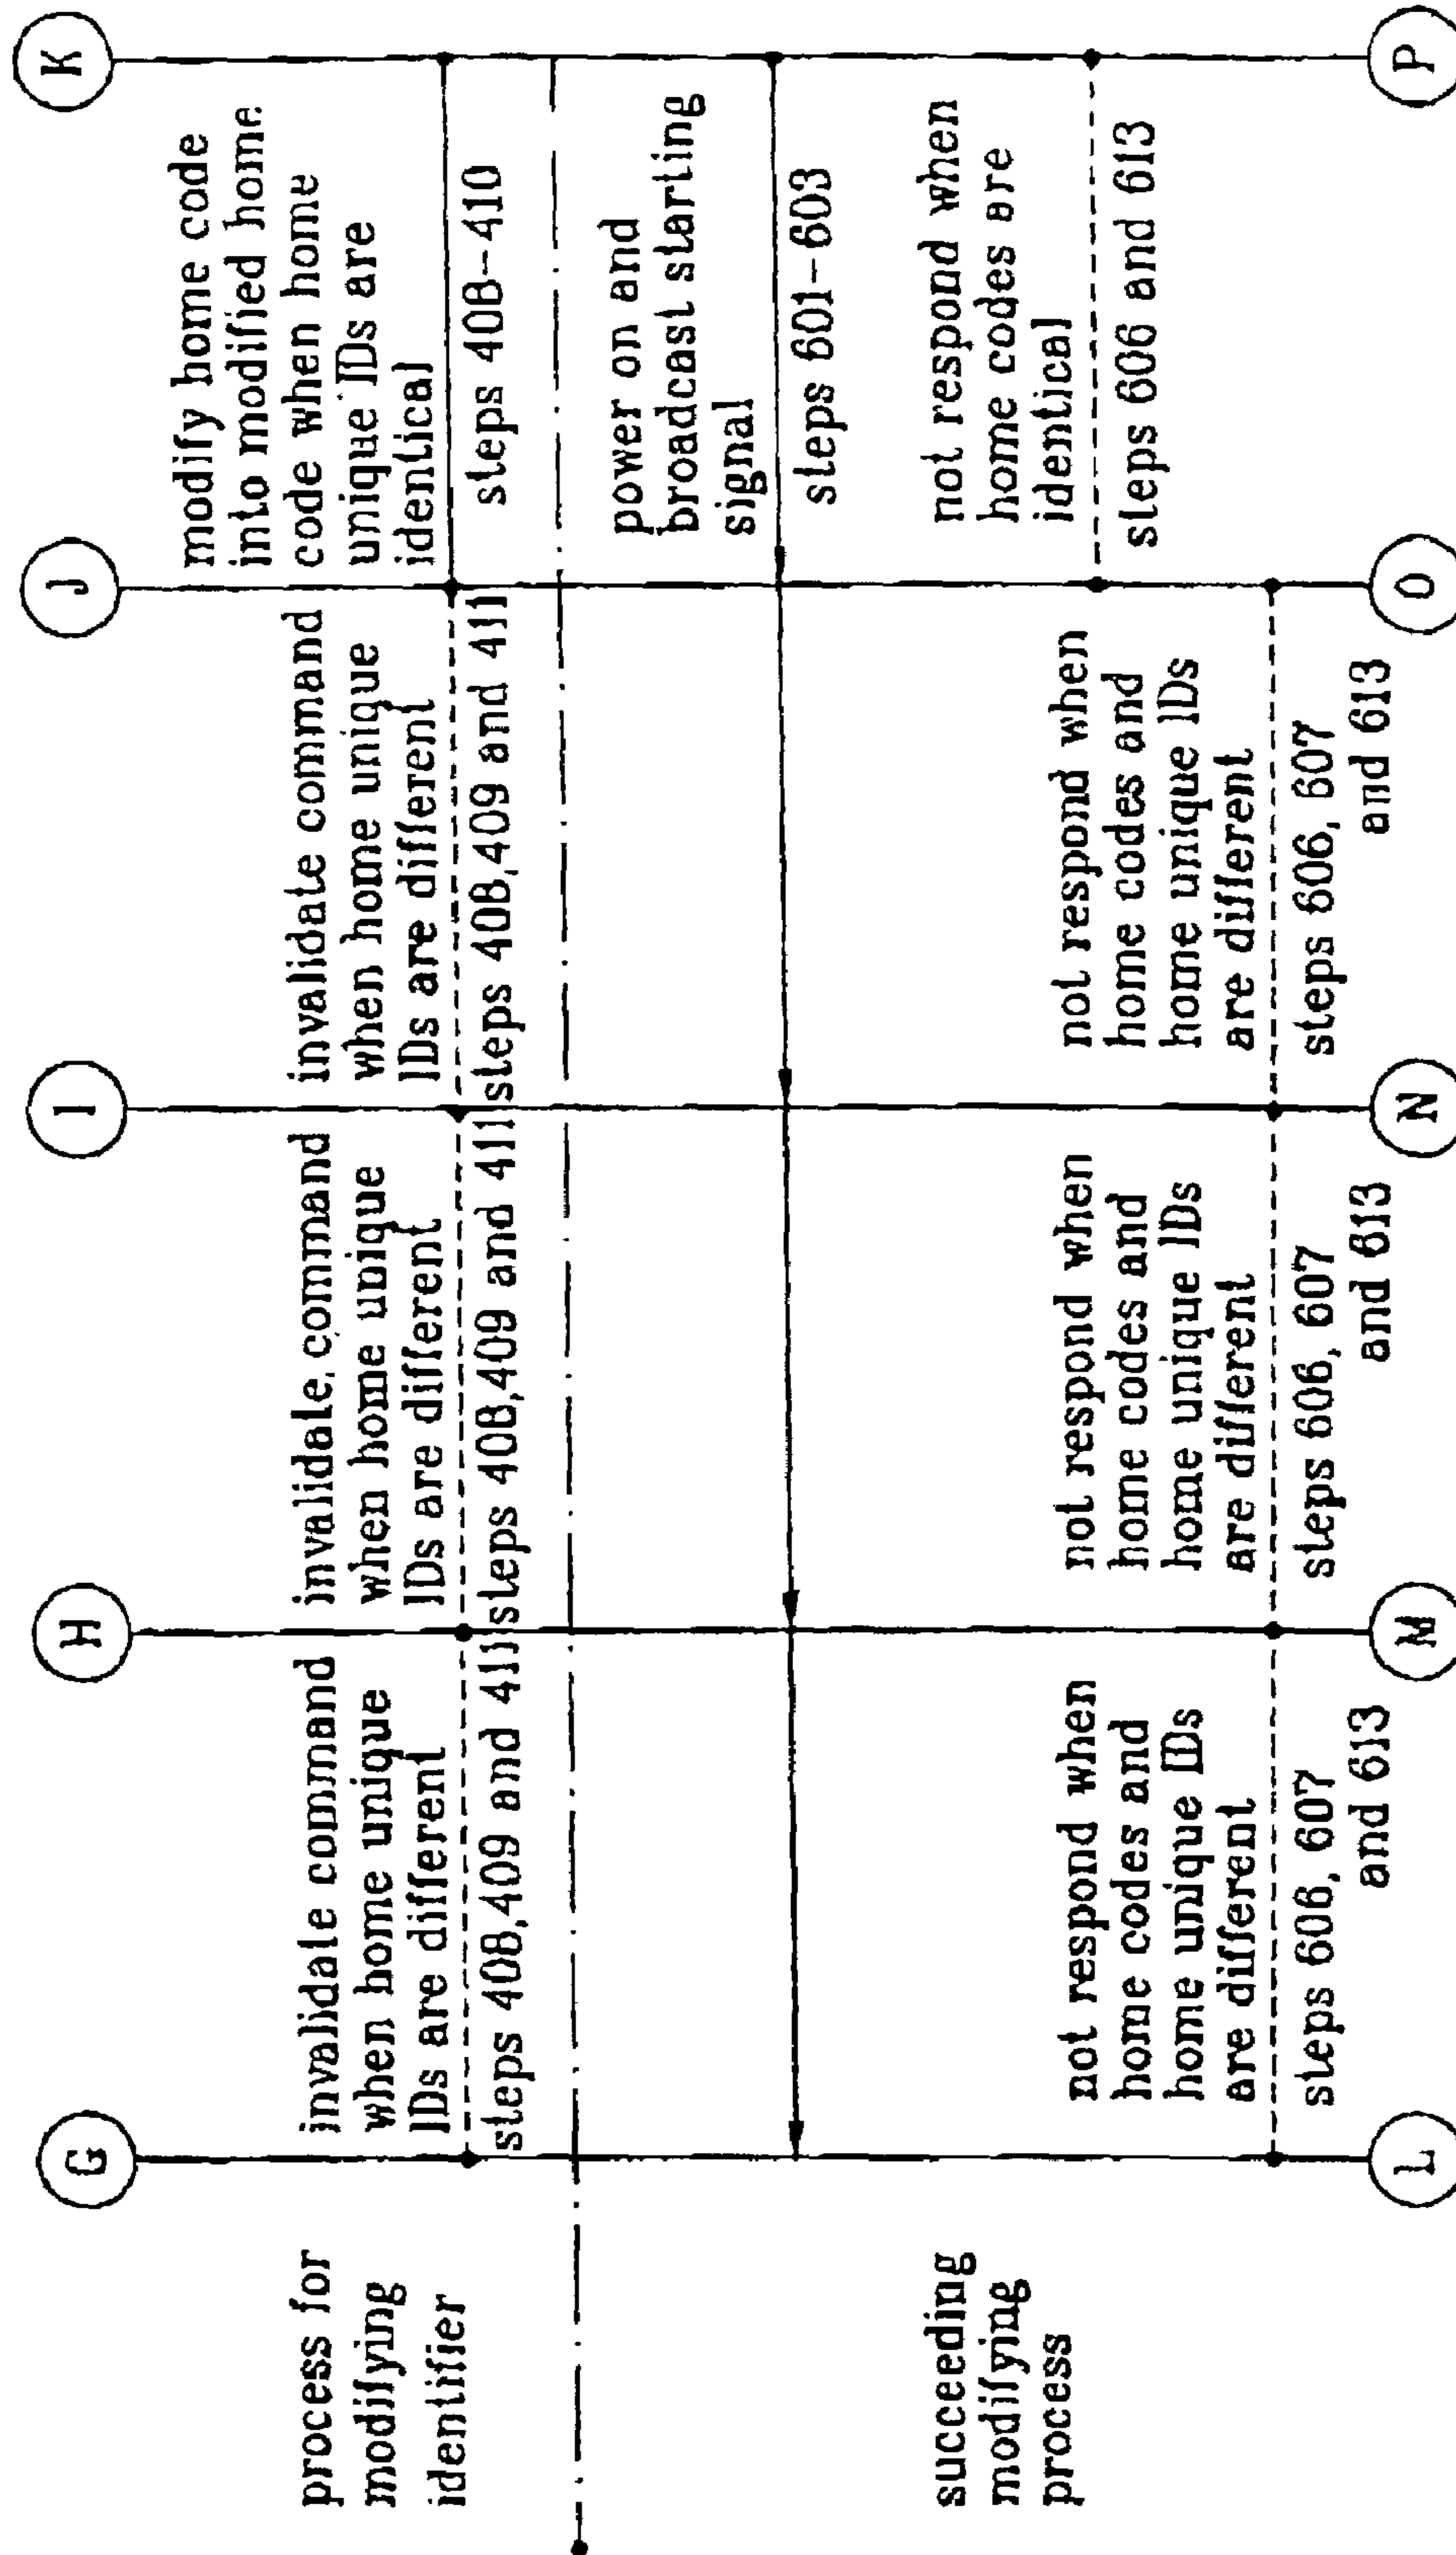 G
H
I
J
K
process for
modifying
identifier
invalidate command
when home unique
IDs are different
steps 408,409 and 411
invalidate command
when home unique
IDs are different
steps 408,409 and 411
invalidate command
when home unique
IDs are different
steps 408,409 and 411
modify home code
into modified home
code when home
unique IDs are
identical
steps 408-410
succeeding
modifying
process
power on and
broadcast starting
signal
steps 601-603
not respond when
home codes and
home unique IDs
are different
steps 606, 607
and 613
not respond when
home codes and
home unique IDs
are different
steps 606, 607
and 613
not respond when
home codes and
home unique IDs
are different
steps 606, 607
and 613
not respond when
home codes are
identical
steps 606 and 613
L
M
N
O
P